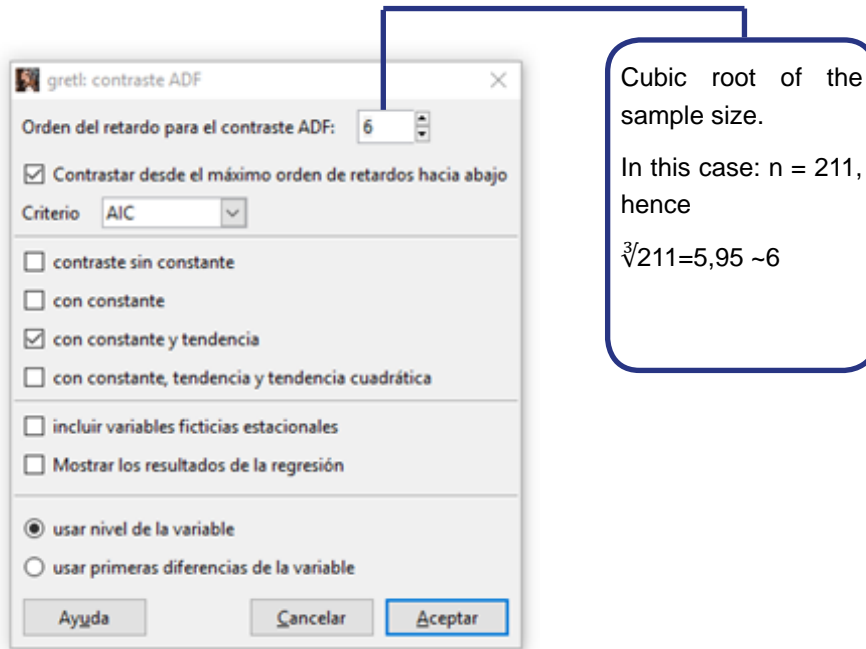 gretl: contraste ADF
Orden del retardo para el contraste ADF: 6
Contrastar desde el máximo orden de retardos hacia abajo
Criterio AIC
contraste sin constante
con constante
con constante y tendencia
con constante, tendencia y tendencia cuadrática
incluir variables ficticias estacionales
Mostrar los resultados de la regresión
usar nivel de la variable
usar primeras diferencias de la variable
Ayuda Cancelar Aceptar
Cubic root of the
sample size.
In this case: n = 211,
hence
∛211=5,95 ~6